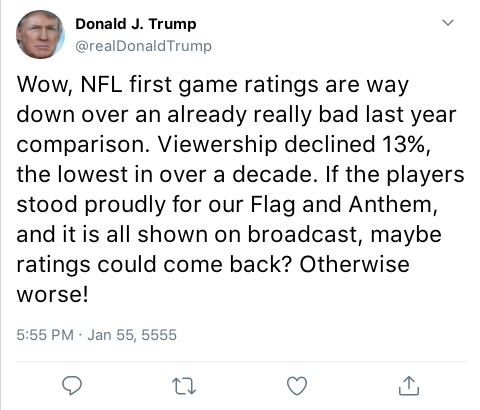 Donald J. Trump
@realDonaldTrump
Wow, NFL first game ratings are way
down over an already really bad last year
comparison. Viewership declined 13%,
the lowest in over a decade. If the players
stood proudly for our Flag and Anthem,
and it is all shown on broadcast, maybe
ratings could come back? Otherwise
worse!
5:55 PM · Jan 55, 5555